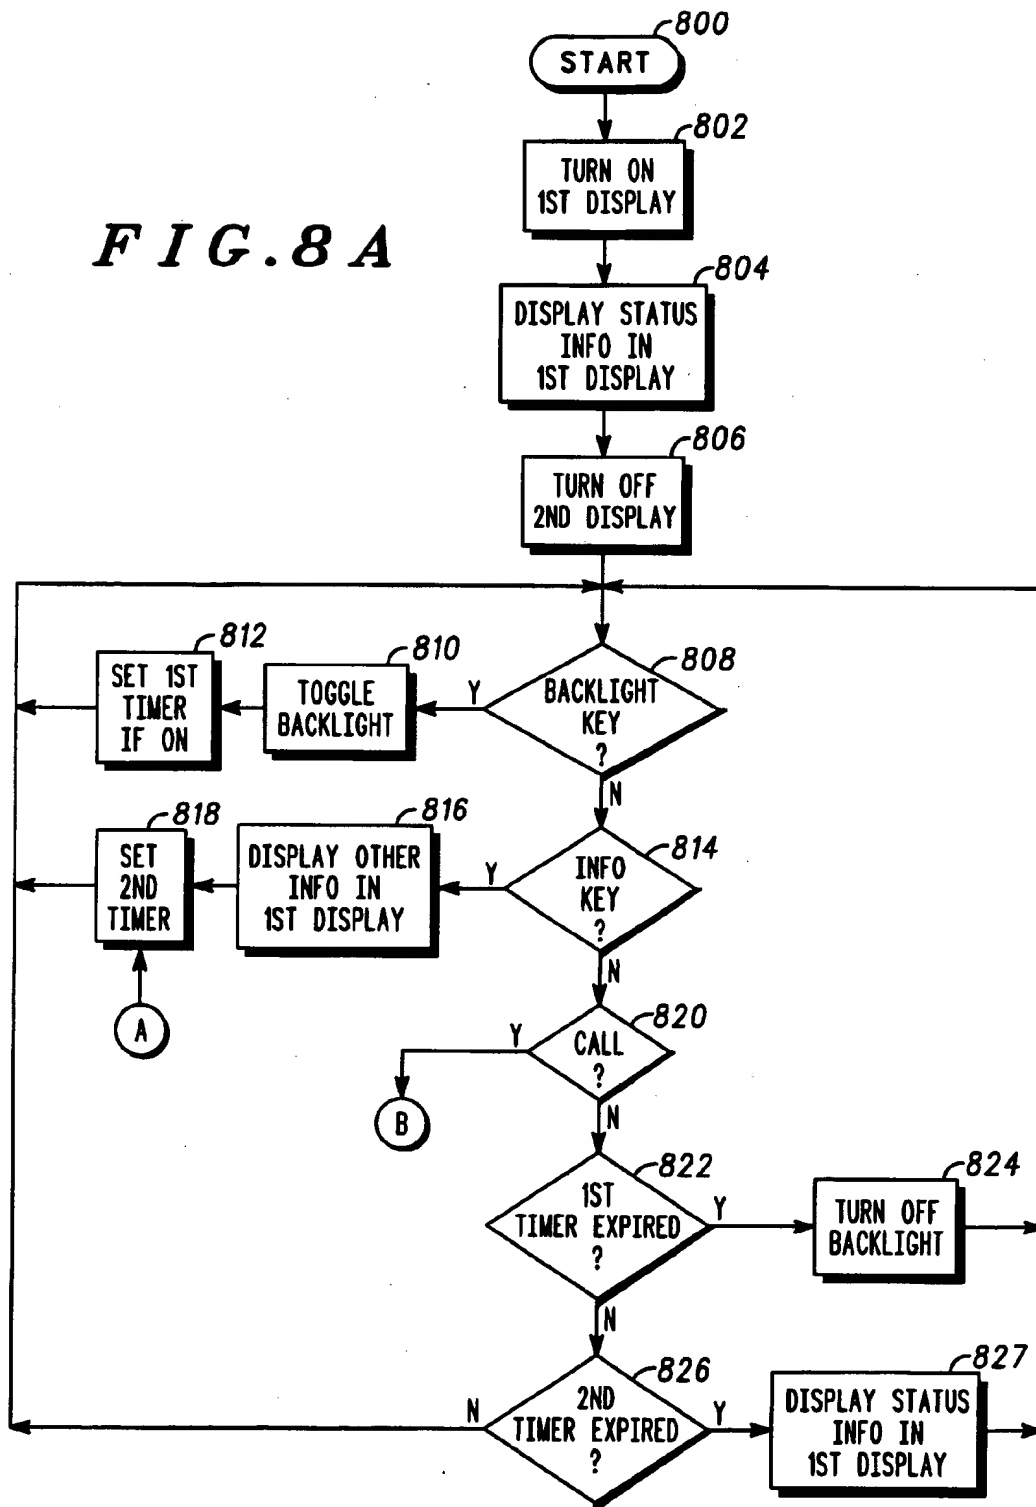 800
START
802
TURN ON
1ST DISPLAY
FIG.8A
804
DISPLAY STATUS
INFO IN
1ST DISPLAY
806
TURN OFF
2ND DISPLAY
812
SET 1ST
TIMER
IF ON
810
TOGGLE
BACKLIGHT
Y
808
BACKLIGHT
KEY
?
N
818
SET
2ND
TIMER
816
DISPLAY OTHER
INFO IN
1ST DISPLAY
Y
814
INFO
KEY
?
N
A
820
Y
CALL
?
N
B
822
1ST
TIMER EXPIRED
?
Y
824
TURN OFF
BACKLIGHT
N
826
N
2ND
TIMER EXPIRED
?
Y
827
DISPLAY STATUS
INFO IN
1ST DISPLAY